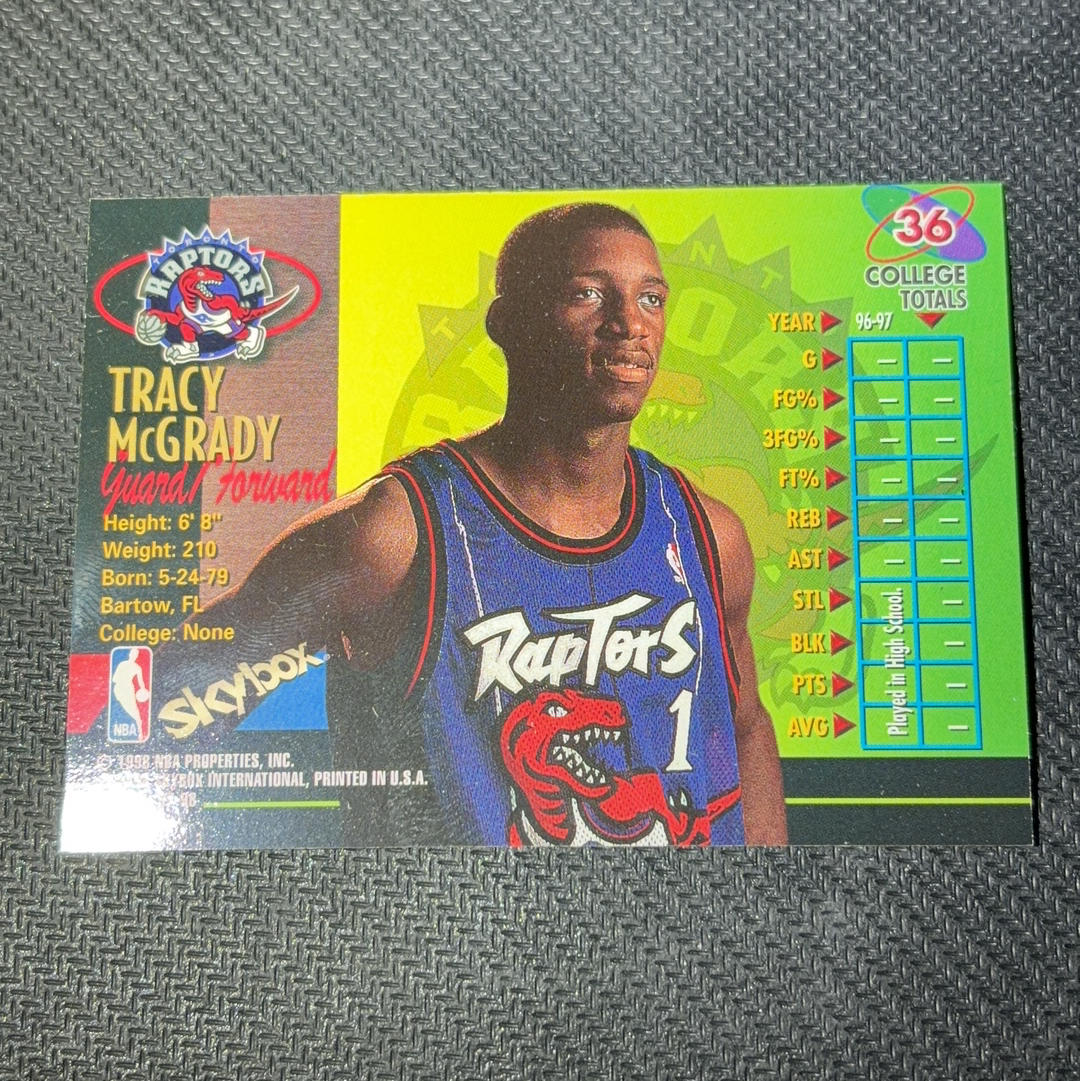 TORONTO
RAPTORS
TRACY
McGRADY
Guard/Forward
Height: 6' 8"
Weight: 210
Born: 5-24-79
Bartow, FL
College: None
NBA
Skybox
© 1998 NBA PROPERTIES, INC.
INTERNATIONAL, PRINTED IN U.S.A.
98
RAPTORS
1
36
COLLEGE
TOTALS
YEAR 96-97
G – –
FG% – –
3FG% – –
FT% – –
REB – –
AST – –
STL –
BLK –
PTS –
AVG –
Played in High School.